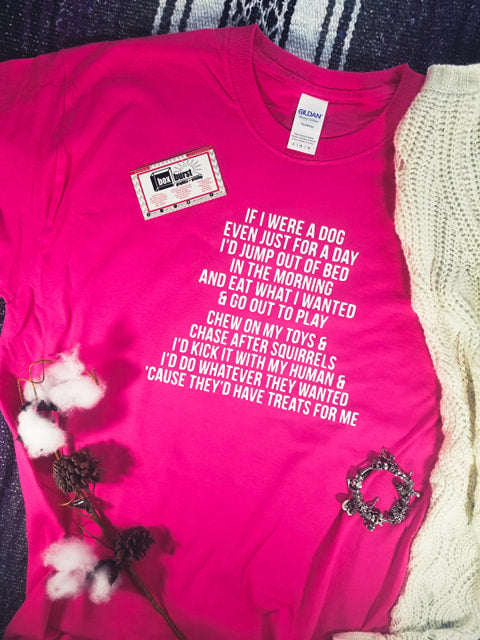 GILDAN
box burst
IF I WERE A DOG
EVEN JUST FOR A DAY
I'D JUMP OUT OF BED
IN THE MORNING
AND EAT WHAT I WANTED
& GO OUT TO PLAY
CHEW ON MY TOYS &
CHASE AFTER SQUIRRELS
I'D KICK IT WITH MY HUMAN &
I'D DO WHATEVER THEY WANTED
'CAUSE THEY'D HAVE TREATS FOR ME